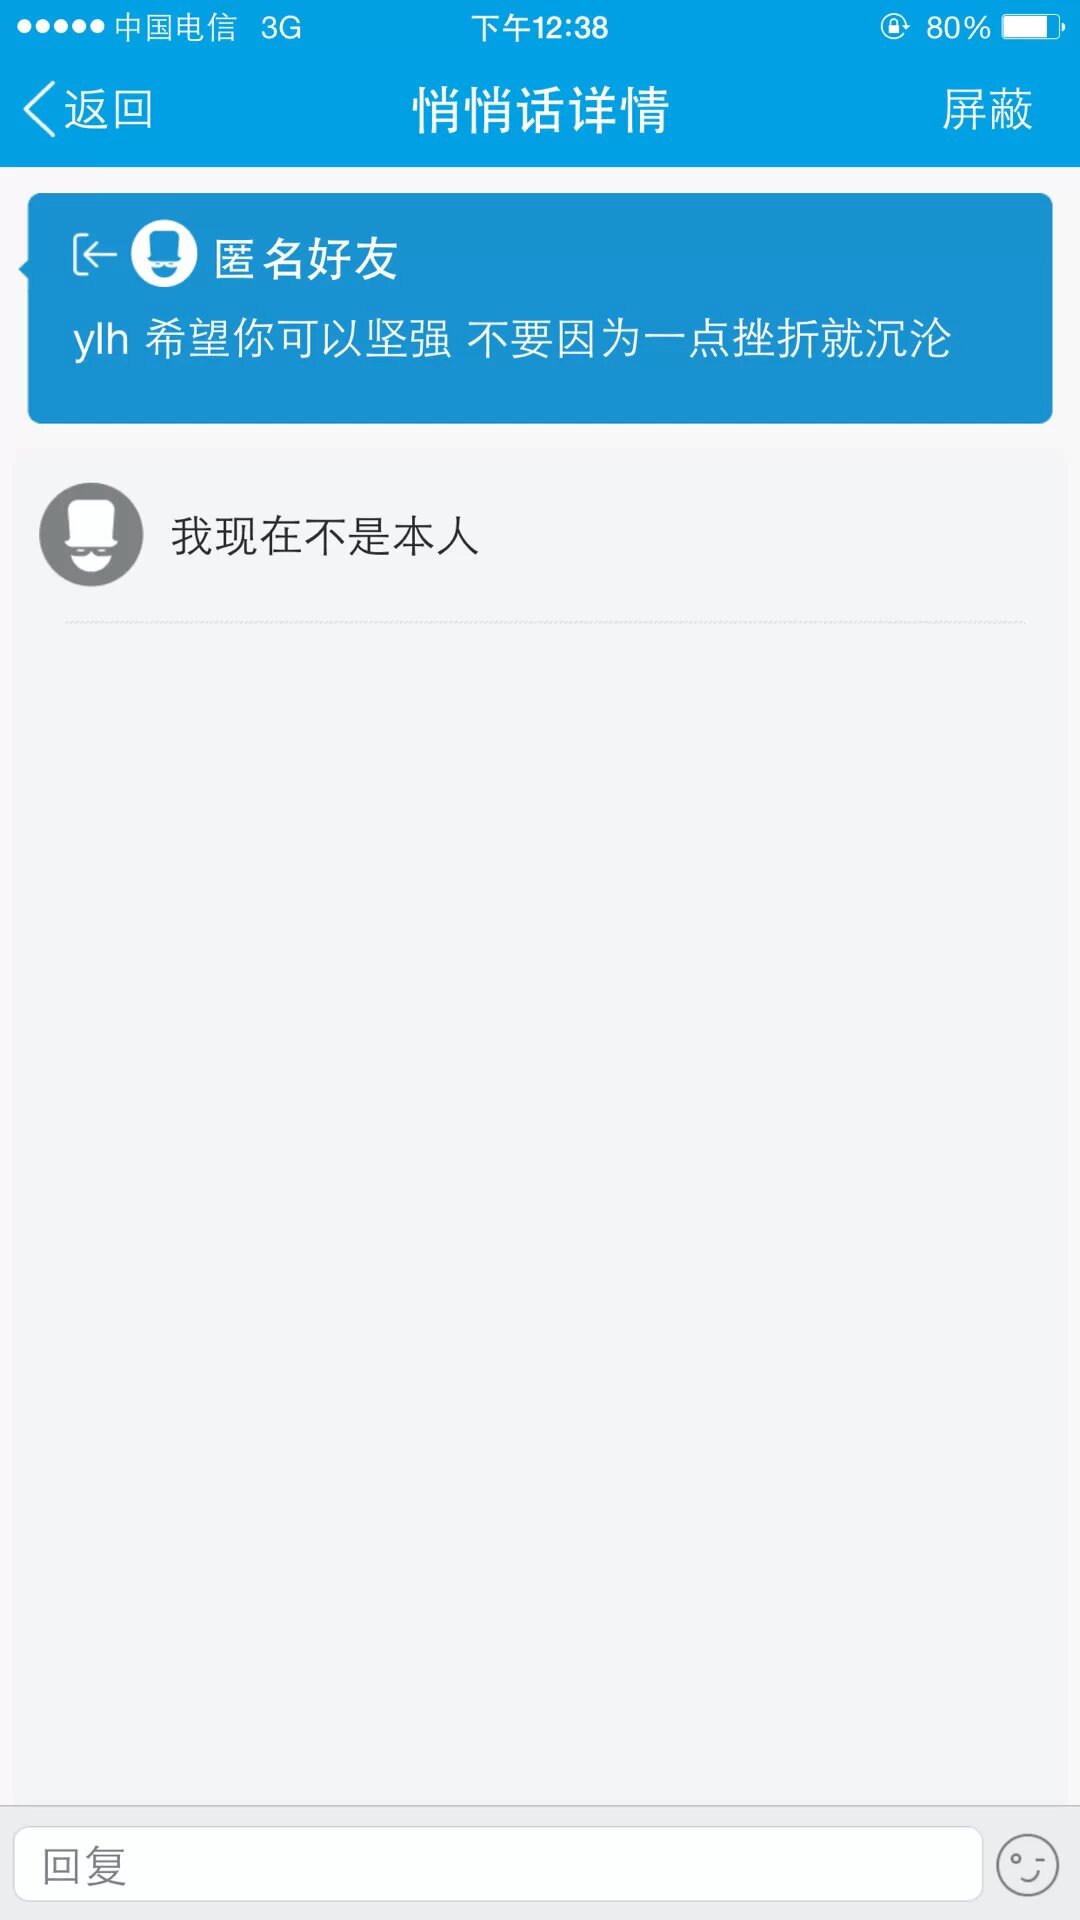 中国电信 3G 下午12:38 80%
返回 悄悄话详情 屏蔽
匿名好友
ylh 希望你可以坚强 不要因为一点挫折就沉沦
我现在不是本人
回复